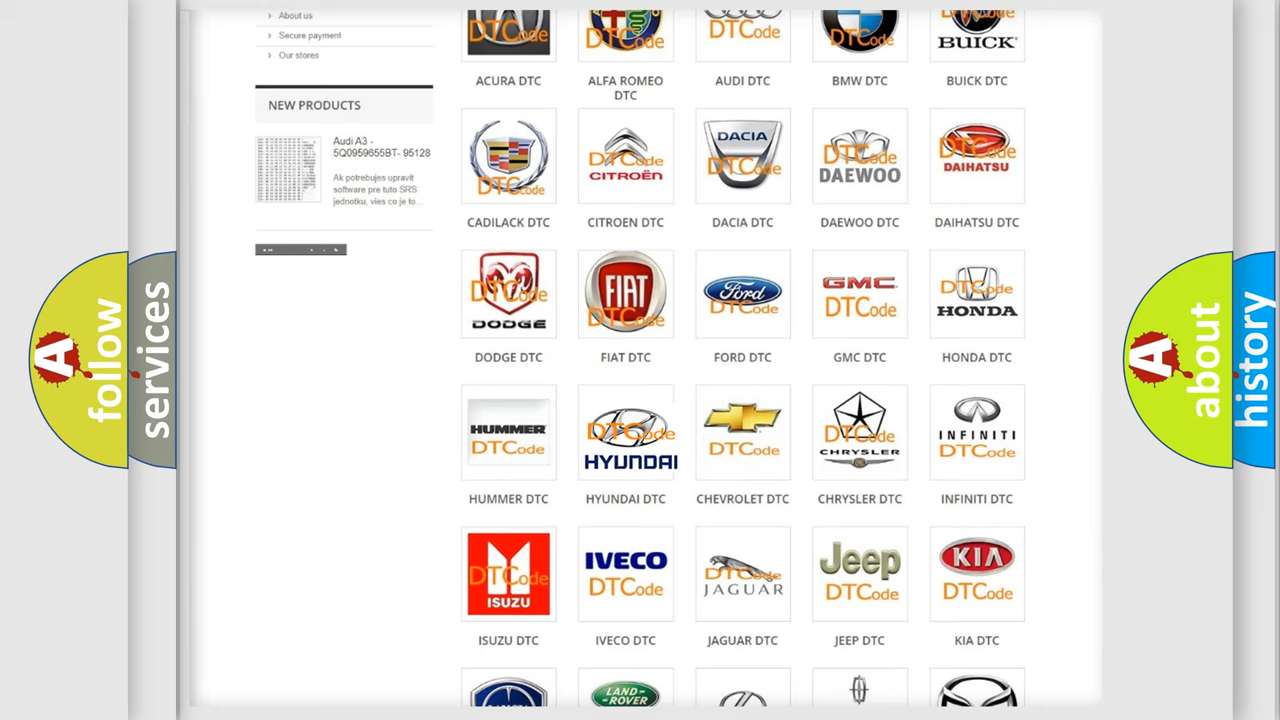 About us
Secure payment
Our stores
NEW PRODUCTS
Audi A3 -
5Q0959655BT- 95128
Ak potrebujes upravit
software pre tuto SRS
jednotku, vies co je to...
DTCode
DTCode
DTCode
DTCode
BUICK
ACURA DTC
ALFA ROMEO
DTC
AUDI DTC
BMW DTC
BUICK DTC
DTCode
DTCode
CITROËN
DACIA
DTCode
DTCode
DAEWOO
DTCode
DAIHATSU
CADILACK DTC
CITROEN DTC
DACIA DTC
DAEWOO DTC
DAIHATSU DTC
DTCode
DODGE
FIAT
DTCode
Ford
DTCode
GMC
DTCode
DTCode
HONDA
DODGE DTC
FIAT DTC
FORD DTC
GMC DTC
HONDA DTC
HUMMER
DTCode
DTCode
HYUNDAI
DTCode
DTCode
CHRYSLER
INFINITI
DTCode
HUMMER DTC
HYUNDAI DTC
CHEVROLET DTC
CHRYSLER DTC
INFINITI DTC
DTCode
ISUZU
IVECO
DTCode
DTCode
JAGUAR
Jeep
DTCode
KIA
DTCode
ISUZU DTC
IVECO DTC
JAGUAR DTC
JEEP DTC
KIA DTC
LAND-
ROVER
A
follow
services
A
about
history